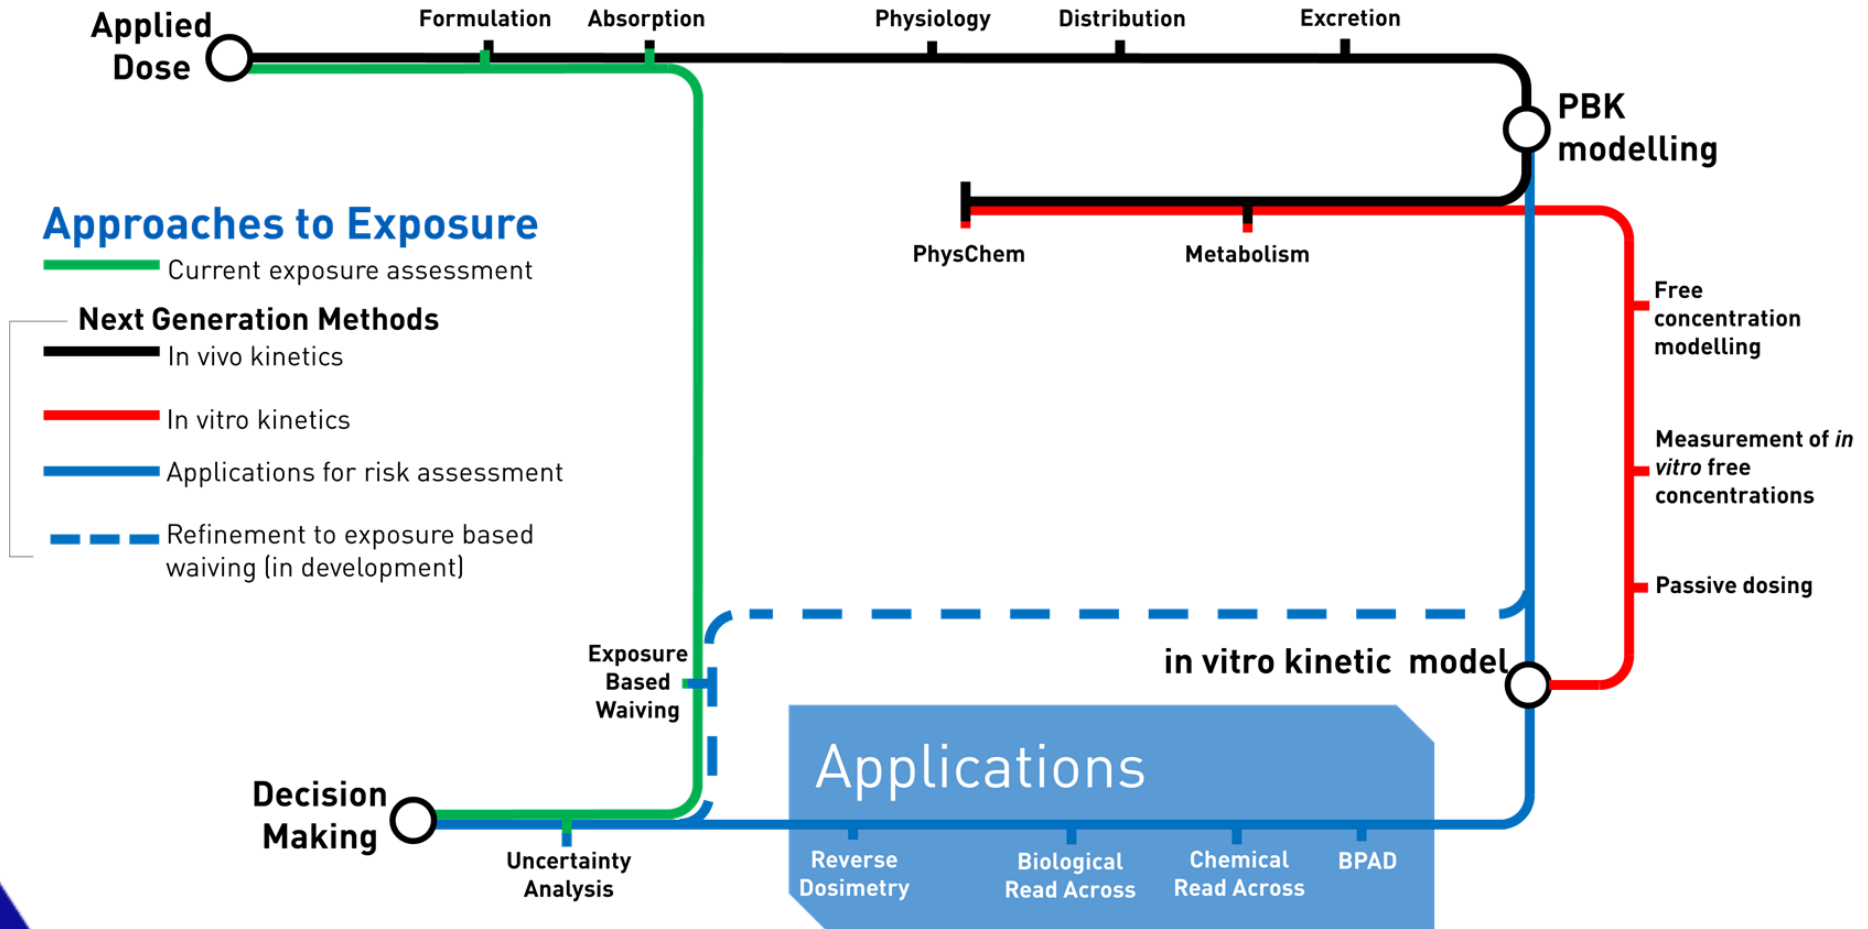 Applied
Dose
Formulation
Absorption
Physiology
Distribution
Excretion
PBK
modelling
Approaches to Exposure
Current exposure assessment
Next Generation Methods
In vivo kinetics
In vitro kinetics
Applications for risk assessment
Refinement to exposure based
waiving (in development)
PhysChem
Metabolism
Free
concentration
modelling
Measurement of in
vitro free
concentrations
Passive dosing
Exposure
Based
Waiving
in vitro kinetic model
Applications
Decision
Making
Uncertainty
Analysis
Reverse
Dosimetry
Biological
Read Across
Chemical
Read Across
BPAD